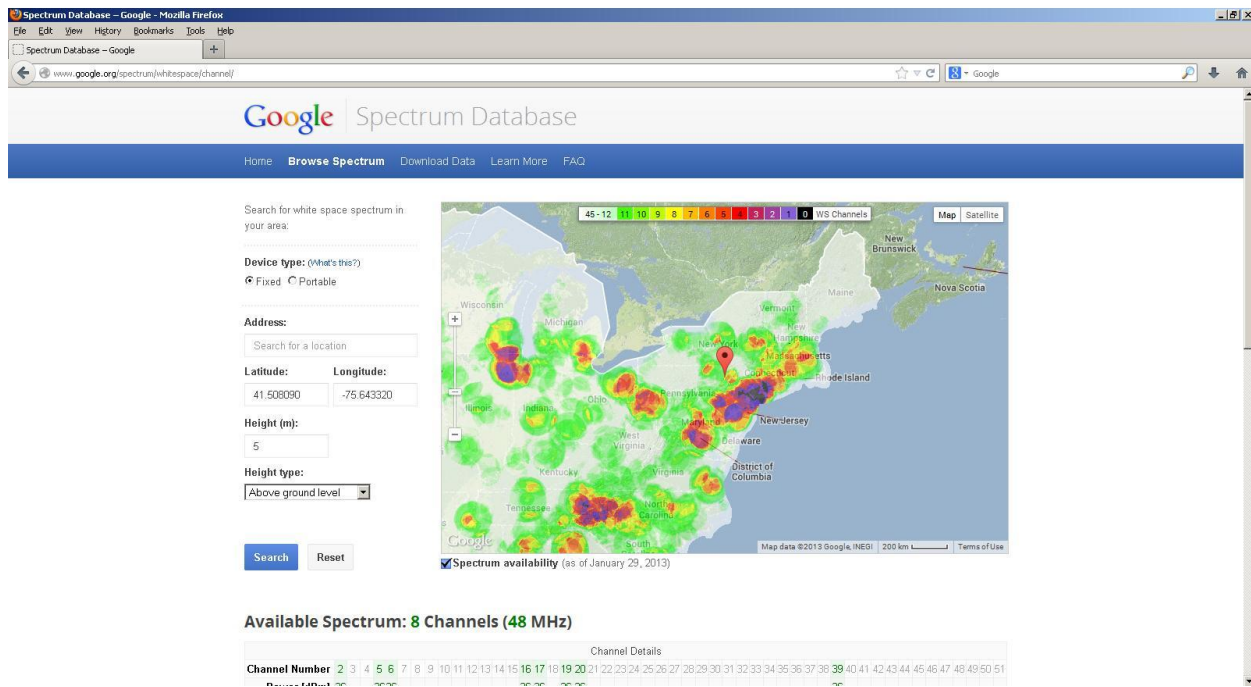 Spectrum Database – Google - Mozilla Firefox
File Edit View History Bookmarks Tools Help
Spectrum Database – Google +
www.google.org/spectrum/whitespace/channel/
Google
Google Spectrum Database
Home Browse Spectrum Download Data Learn More FAQ
Search for white space spectrum in
your area:
Device type: (What's this?)
Fixed Portable
Address:
Search for a location
Latitude: Longitude:
41.508090 -75.643320
Height (m):
5
Height type:
Above ground level
Search Reset
45 - 12 11 10 9 8 7 6 5 4 3 2 1 0 WS Channels
Map Satellite
New
Brunswick
Nova Scotia
Maine
Wisconsin
Michigan
Vermont
New
Hampshire
New York
Massachusetts
Connecticut
Rhode Island
Pennsylvania
Ohio
Illinois
Indiana
New Jersey
Maryland
Delaware
West
Virginia
District of
Columbia
Kentucky
Virginia
Tennessee
North
Carolina
South
Google
Map data ©2013 Google, INEGI 200 km Terms of Use
Spectrum availability (as of January 29, 2013)
Available Spectrum: 8 Channels (48 MHz)
Channel Details
Channel Number 2 3 4 5 6 7 8 9 10 11 12 13 14 15 16 17 18 19 20 21 22 23 24 25 26 27 28 29 30 31 32 33 34 35 36 37 38 39 40 41 42 43 44 45 46 47 48 49 50 51